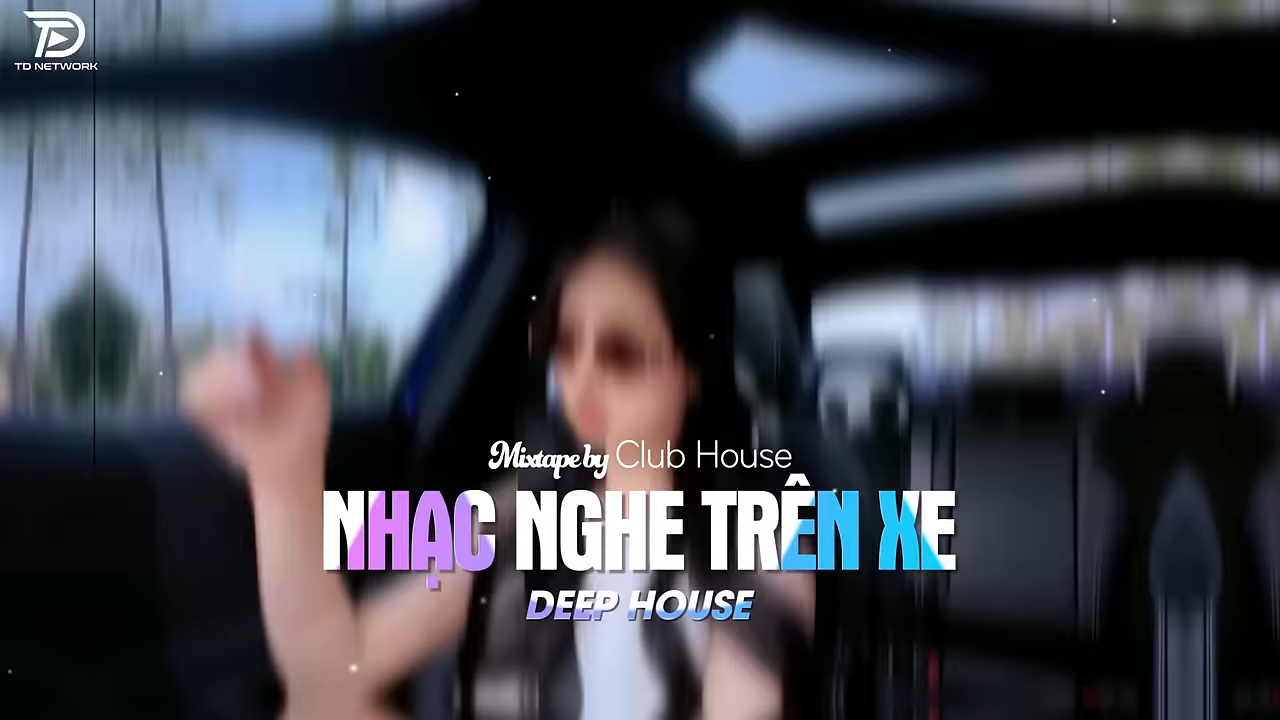 TD NETWORK
Mixtape by Club House
NHẠC NGHE TRÊN XE
DEEP HOUSE